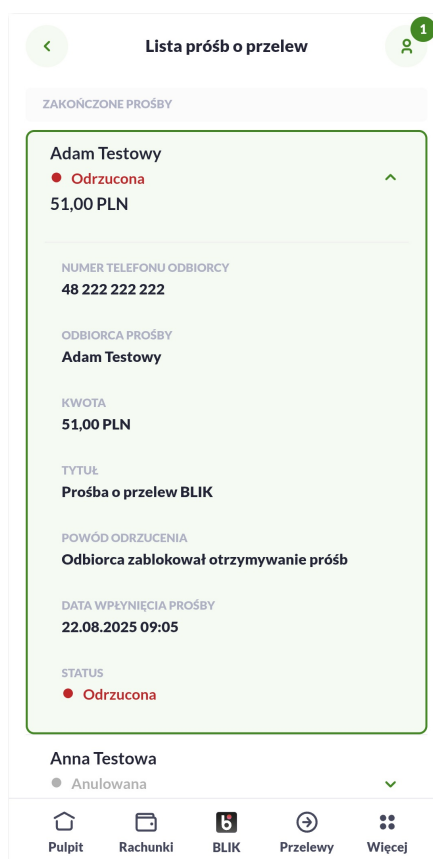 1
Lista próśb o przelew
ZAKOŃCZONE PROŚBY
Adam Testowy
Odrzucona
51,00 PLN
NUMER TELEFONU ODBIORCY
48 222 222 222
ODBIORCA PROŚBY
Adam Testowy
KWOTA
51,00 PLN
TYTUŁ
Prośba o przelew BLIK
POWÓD ODRZUCENIA
Odbiorca zablokował otrzymywanie próśb
DATA WPŁYNIĘCIA PROŚBY
22.08.2025 09:05
STATUS
Odrzucona
Anna Testowa
Anulowana
Pulpit Rachunki BLIK Przelewy Więcej